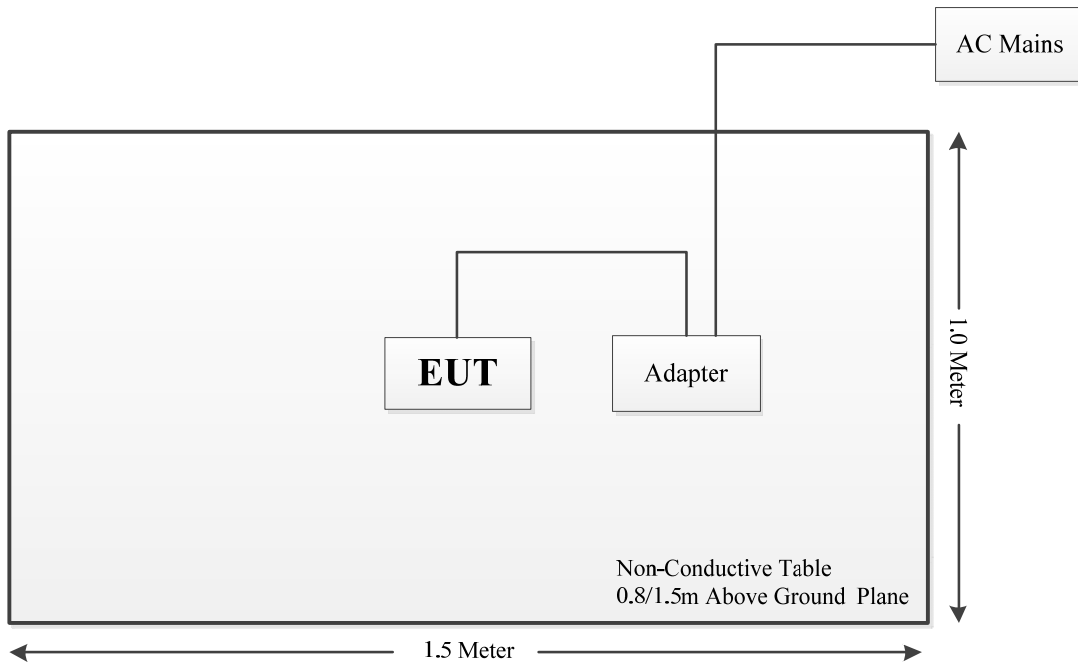 AC Mains
EUT
Adapter
1.0 Meter
Non-Conductive Table
0.8/1.5m Above Ground Plane
1.5 Meter